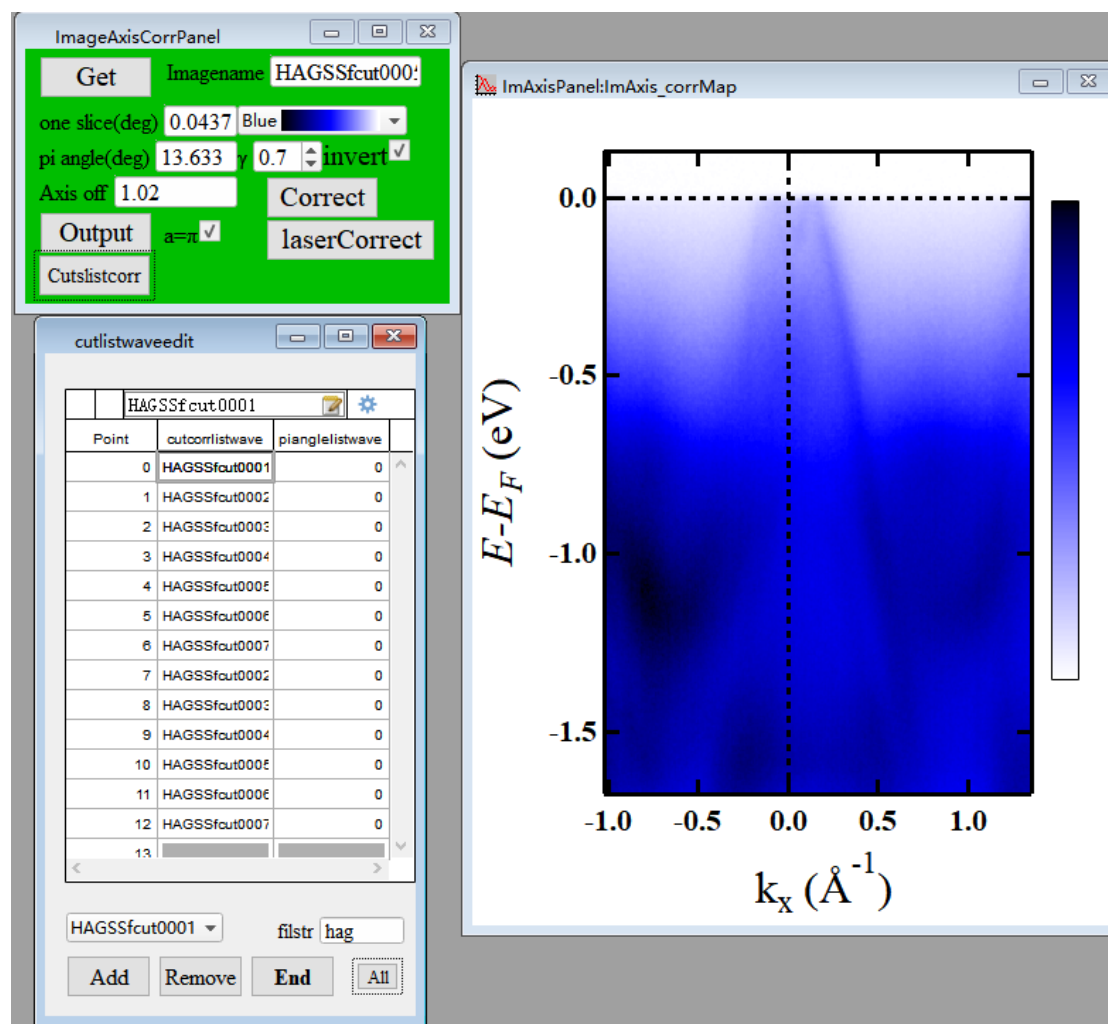 ImageAxisCorrPanel
Get Imagename HAGSSfcut000
one slice(deg) 0.0437 Blue
pi angle(deg) 13.633 γ 0.7 invert
Axis off 1.02 Correct
Output a=π laserCorrect
Cutslistcorr
cutlistwaveedit
HAGSSfcut0001
Point cutcorrlistwave pianglelistwave
0 HAGSSfcut0001 0
1 HAGSSfcut0002 0
2 HAGSSfcut0003 0
3 HAGSSfcut0004 0
4 HAGSSfcut0005 0
5 HAGSSfcut0006 0
6 HAGSSfcut0007 0
7 HAGSSfcut0002 0
8 HAGSSfcut0003 0
9 HAGSSfcut0004 0
10 HAGSSfcut0005 0
11 HAGSSfcut0006 0
12 HAGSSfcut0007 0
13
HAGSSfcut0001 filstr hag
Add Remove End All
ImAxisPanel:ImAxis_corrMap
0.0
-0.5
-1.0
-1.5
E-E_F (eV)
-1.0 -0.5 0.0 0.5 1.0
k_x (Å^-1)